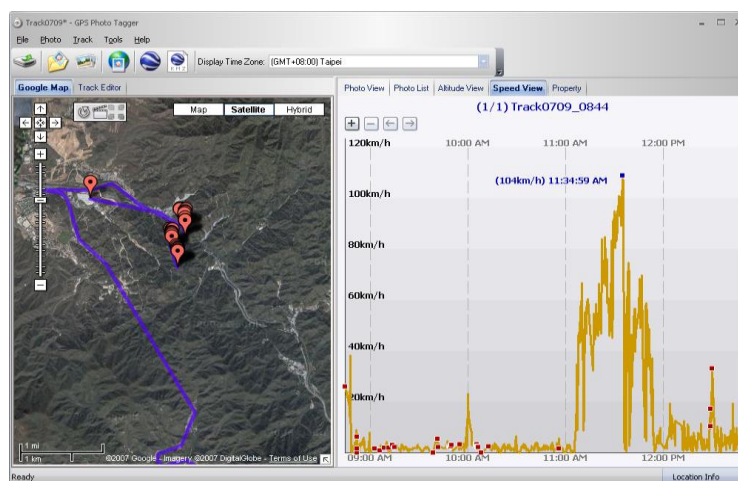 Track0709* - GPS Photo Tagger
File Photo Track Tools Help
KMZ
Display Time Zone: (GMT+08:00) Taipei
Google Map Track Editor
Map Satellite Hybrid
1 mi
1 km
©2007 Google - Imagery ©2007 DigitalGlobe - Terms of Use
Photo View Photo List Altitude View Speed View Property
(1/1) Track0709_0844
120km/h 10:00 AM 11:00 AM 12:00 PM
(104km/h) 11:34:59 AM
100km/h
80km/h
60km/h
40km/h
20km/h
09:00 AM 10:00 AM 11:00 AM 12:00 PM
Ready
Location Info